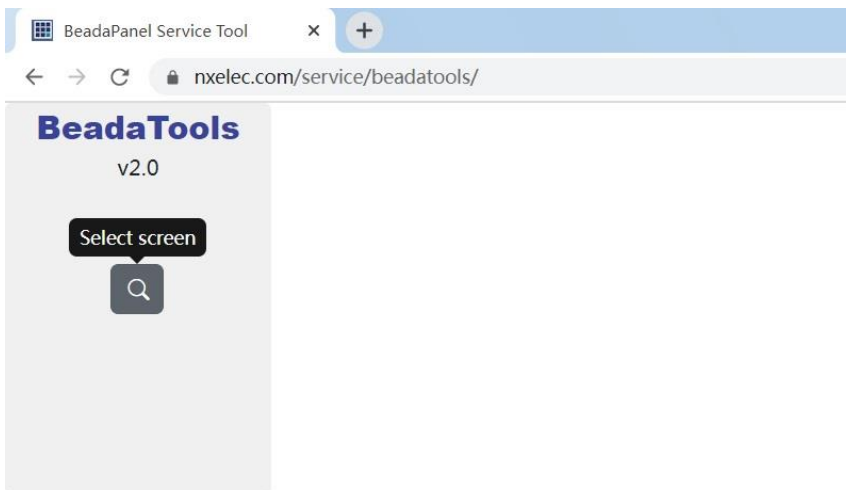 BeadaPanel Service Tool
nxelec.com/service/beadatools/
BeadaTools
v2.0
Select screen